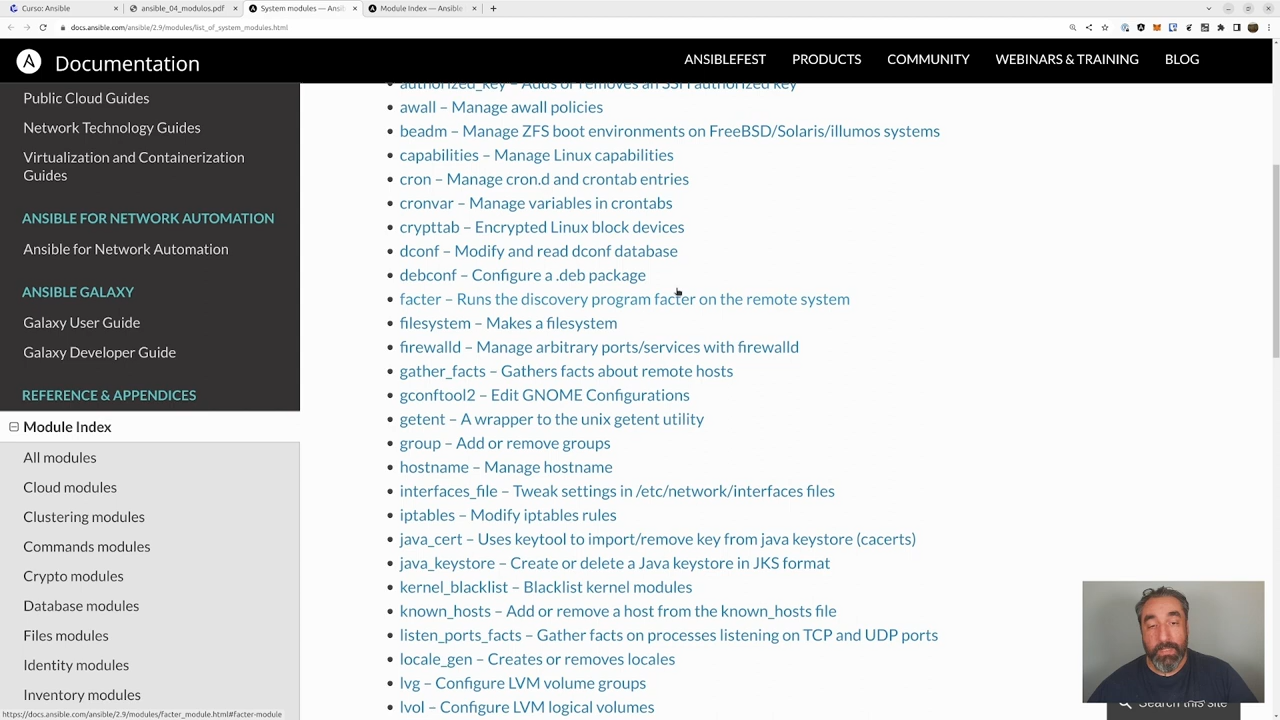 Curso: Ansible
ansible_04_modulos.pdf
System modules — Ansi
Module Index — Ansible
docs.ansible.com/ansible/2.9/modules/list_of_system_modules.html
Documentation
ANSIBLEFEST
PRODUCTS
COMMUNITY
WEBINARS & TRAINING
BLOG
Public Cloud Guides
Network Technology Guides
Virtualization and Containerization
Guides
ANSIBLE FOR NETWORK AUTOMATION
Ansible for Network Automation
ANSIBLE GALAXY
Galaxy User Guide
Galaxy Developer Guide
REFERENCE & APPENDICES
Module Index
All modules
Cloud modules
Clustering modules
Commands modules
Crypto modules
Database modules
Files modules
Identity modules
Inventory modules
authorized_key – Adds or removes an SSH authorized key
awall – Manage awall policies
beadm – Manage ZFS boot environments on FreeBSD/Solaris/illumos systems
capabilities – Manage Linux capabilities
cron – Manage cron.d and crontab entries
cronvar – Manage variables in crontabs
crypttab – Encrypted Linux block devices
dconf – Modify and read dconf database
debconf – Configure a .deb package
facter – Runs the discovery program facter on the remote system
filesystem – Makes a filesystem
firewalld – Manage arbitrary ports/services with firewalld
gather_facts – Gathers facts about remote hosts
gconftool2 – Edit GNOME Configurations
getent – A wrapper to the unix getent utility
group – Add or remove groups
hostname – Manage hostname
interfaces_file – Tweak settings in /etc/network/interfaces files
iptables – Modify iptables rules
java_cert – Uses keytool to import/remove key from java keystore (cacerts)
java_keystore – Create or delete a Java keystore in JKS format
kernel_blacklist – Blacklist kernel modules
known_hosts – Add or remove a host from the known_hosts file
listen_ports_facts – Gather facts on processes listening on TCP and UDP ports
locale_gen – Creates or removes locales
lvg – Configure LVM volume groups
lvol – Configure LVM logical volumes
Search this site
https://docs.ansible.com/ansible/2.9/modules/facter_module.html#facter-module